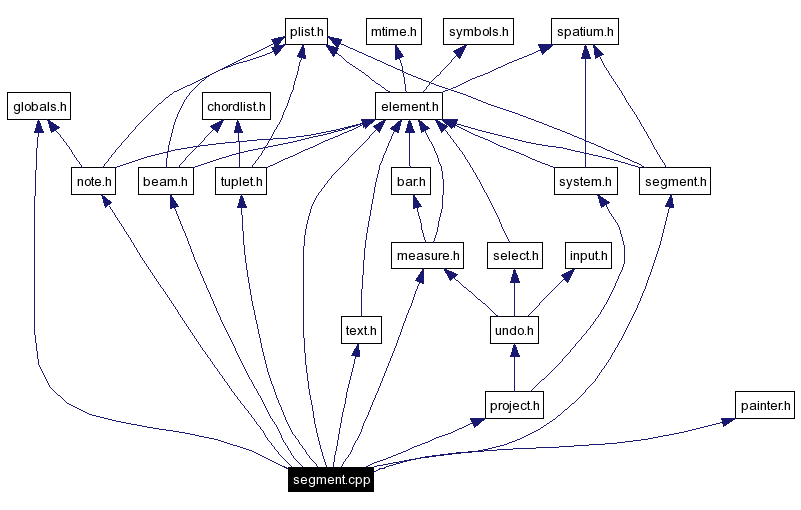 plist.h
mtime.h
symbols.h
spatium.h
globals.h
chordlist.h
element.h
note.h
beam.h
tuplet.h
bar.h
system.h
segment.h
measure.h
select.h
input.h
text.h
undo.h
project.h
painter.h
segment.cpp